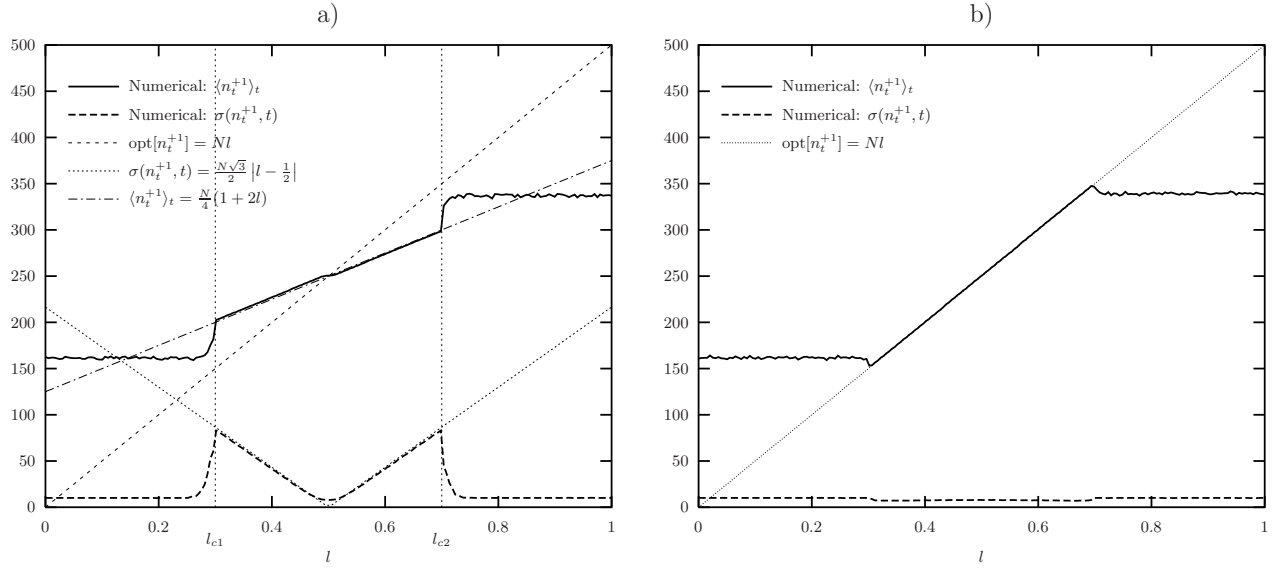 a)
500
450
400
350
300
250
200
150
100
50
0
Numerical: ⟨n_t^{+1}⟩_t
Numerical: σ(n_t^{+1}, t)
opt[n_t^{+1}] = Nl
σ(n_t^{+1}, t) = \frac{N√3}{2} |l − \frac{1}{2}|
⟨n_t^{+1}⟩_t = \frac{N}{4}(1 + 2l)
0 0.2 0.4 0.6 0.8 1
l_{c1} l_{c2}
l
b)
500
450
400
350
300
250
200
150
100
50
0
Numerical: ⟨n_t^{+1}⟩_t
Numerical: σ(n_t^{+1}, t)
opt[n_t^{+1}] = Nl
0 0.2 0.4 0.6 0.8 1
l